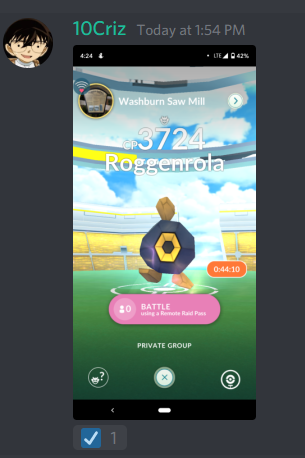 10Criz Today at 1:54 PM
4:24 LTE 42%
Washburn Saw Mill
CP3724
Roggenrola
0:44:10
0 BATTLE
using a Remote Raid Pass
PRIVATE GROUP
?
1